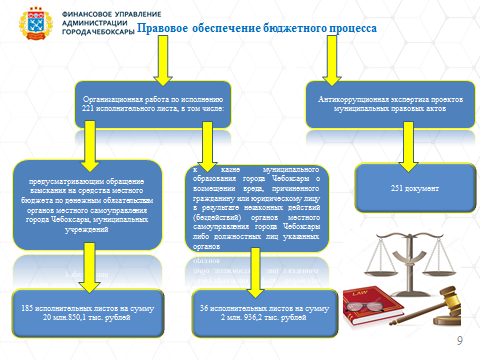 ФИНАНСОВОЕ УПРАВЛЕНИЕ
АДМИНИСТРАЦИИ
ГОРОДА ЧЕБОКСАРЫ
Правовое обеспечение бюджетного процесса
Организационная работа по исполнению
221 исполнительного листа, в том числе:
Антикоррупционная экспертиза проектов
муниципальных правовых актов
предусматривающим обращение
взыскания на средства местного
бюджета по денежным обязательствам
органов местного самоуправления
города Чебоксары, муниципальных
учреждений
к казне муниципального
образования города Чебоксары о
возмещении вреда, причиненного
гражданину или юридическому лицу
в результате незаконных действий
(бездействий) органов местного
самоуправления города Чебоксары
либо должностных лиц указанных
органов
251 документ
185 исполнительных листов на сумму
20 млн.850,1 тыс. рублей
36 исполнительных листов на сумму
2 млн. 936,2 тыс. рублей
LAW
9